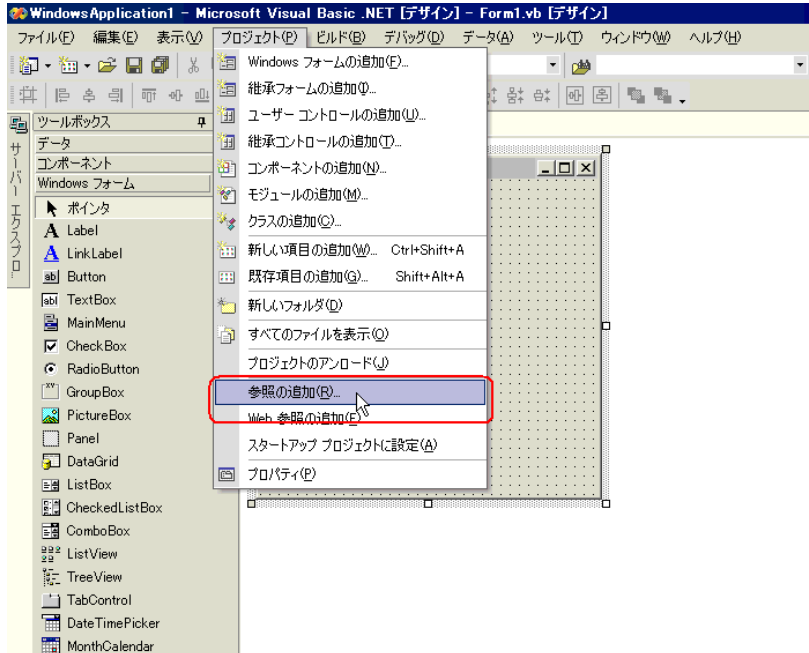 WindowsApplication1 - Microsoft Visual Basic .NET [デザイン] - Form1.vb [デザイン]
ファイル(F) 編集(E) 表示(V) プロジェクト(P) ビルド(B) デバッグ(D) データ(A) ツール(T) ウィンドウ(W) ヘルプ(H)
Windows フォームの追加(F)...
継承フォームの追加(I)...
ユーザー コントロールの追加(U)...
継承コントロールの追加(T)...
コンポーネントの追加(N)...
モジュールの追加(M)...
クラスの追加(C)...
新しい項目の追加(W)... Ctrl+Shift+A
既存項目の追加(G)... Shift+Alt+A
新しいフォルダ(D)
すべてのファイルを表示(O)
プロジェクトのアンロード(J)
参照の追加(R)...
Web 参照の追加(E)...
スタートアップ プロジェクトに設定(A)
プロパティ(P)
サーバー エクスプロ
ツールボックス
データ
コンポーネント
Windows フォーム
ポインタ
Label
LinkLabel
Button
TextBox
MainMenu
CheckBox
RadioButton
GroupBox
PictureBox
Panel
DataGrid
ListBox
CheckedListBox
ComboBox
ListView
TreeView
TabControl
DateTimePicker
MonthCalendar